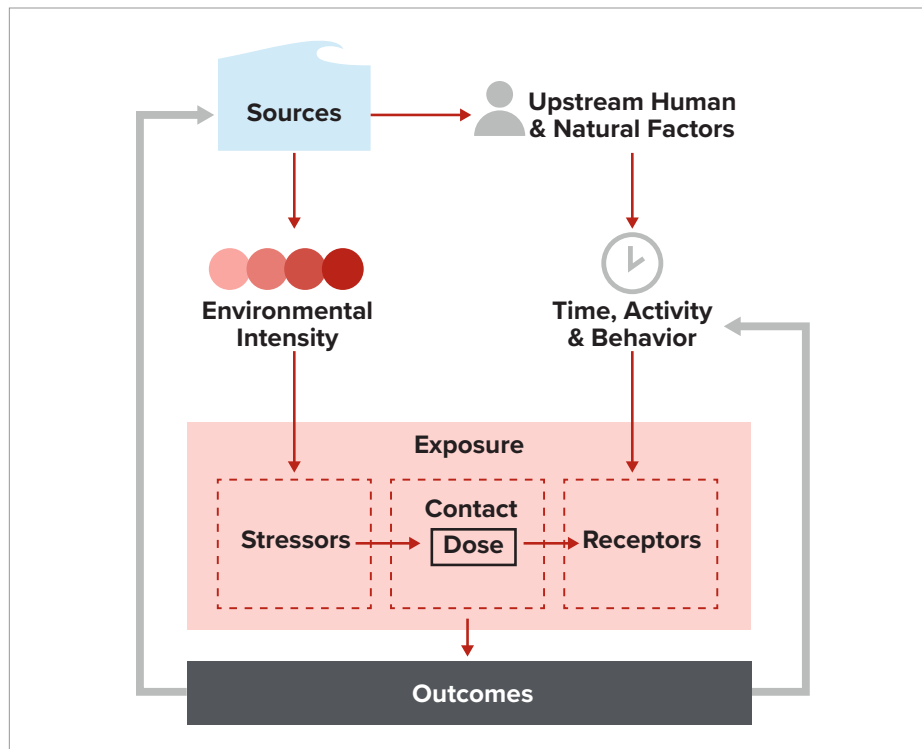 Sources
Upstream Human
& Natural Factors
Environmental
Intensity
Time, Activity
& Behavior
Exposure
Stressors
Contact
Dose
Receptors
Outcomes